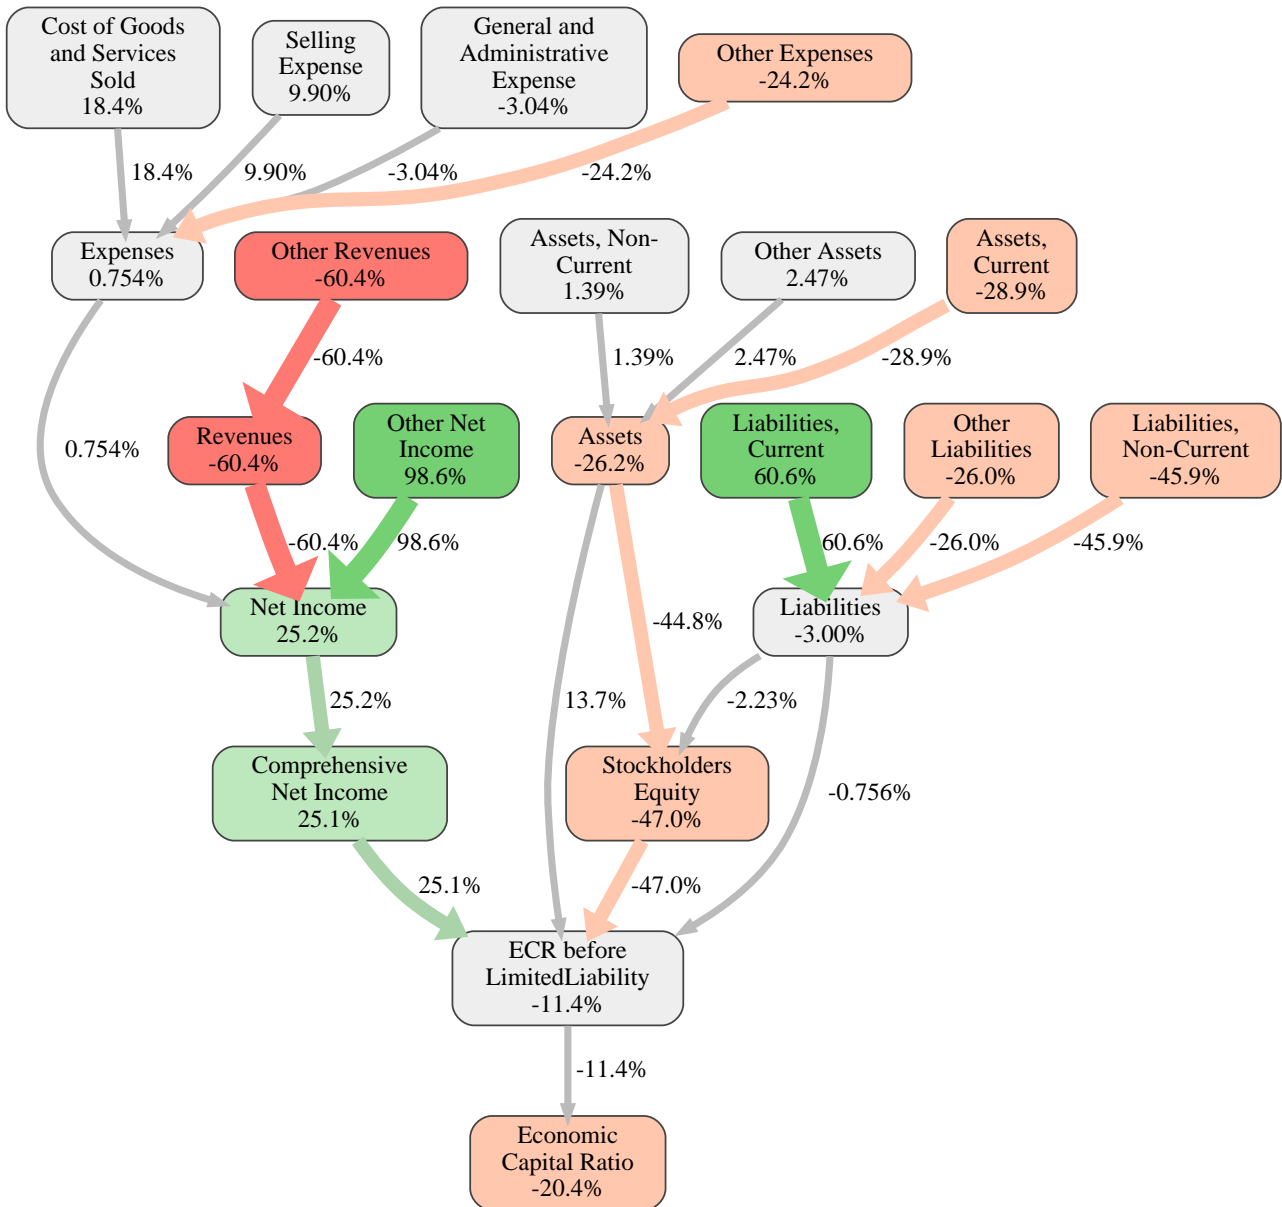 Cost of Goods
and Services
Sold
18.4%
Selling
Expense
9.90%
General and
Administrative
Expense
-3.04%
Other Expenses
-24.2%
18.4%
9.90%
-3.04%
-24.2%
Expenses
0.754%
Other Revenues
-60.4%
Assets, Non-
Current
1.39%
Other Assets
2.47%
Assets,
Current
-28.9%
-60.4%
1.39%
2.47%
-28.9%
0.754%
Revenues
-60.4%
Other Net
Income
98.6%
Assets
-26.2%
Liabilities,
Current
60.6%
Other
Liabilities
-26.0%
Liabilities,
Non-Current
-45.9%
-60.4%
98.6%
60.6%
-26.0%
-45.9%
Net Income
25.2%
-44.8%
Liabilities
-3.00%
25.2%
13.7%
-2.23%
Comprehensive
Net Income
25.1%
Stockholders
Equity
-47.0%
-0.756%
25.1%
-47.0%
ECR before
LimitedLiability
-11.4%
-11.4%
Economic
Capital Ratio
-20.4%